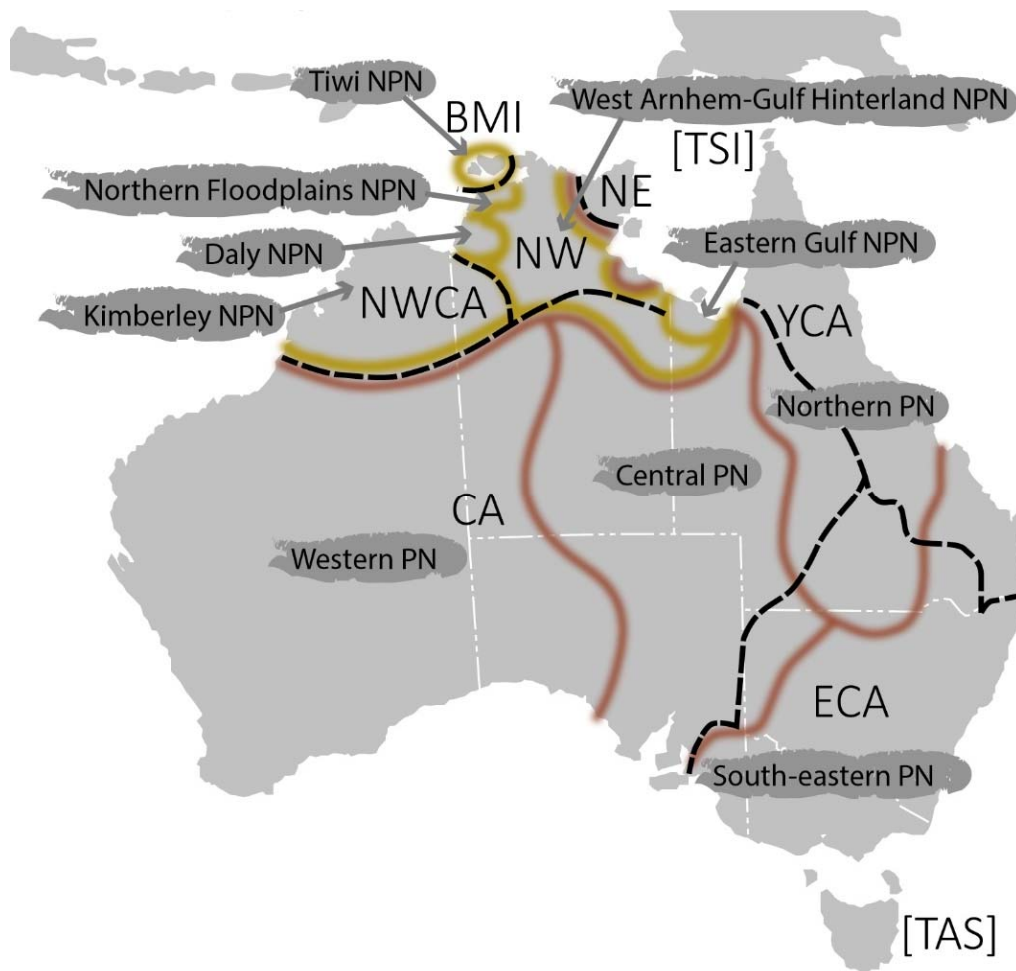 Tiwi NPN
West Arnhem-Gulf Hinterland NPN
BMI
[TSI]
Northern Floodplains NPN
NE
Daly NPN
NW
Eastern Gulf NPN
Kimberley NPN
NWCA
YCA
Northern PN
Central PN
CA
Western PN
ECA
South-eastern PN
[TAS]